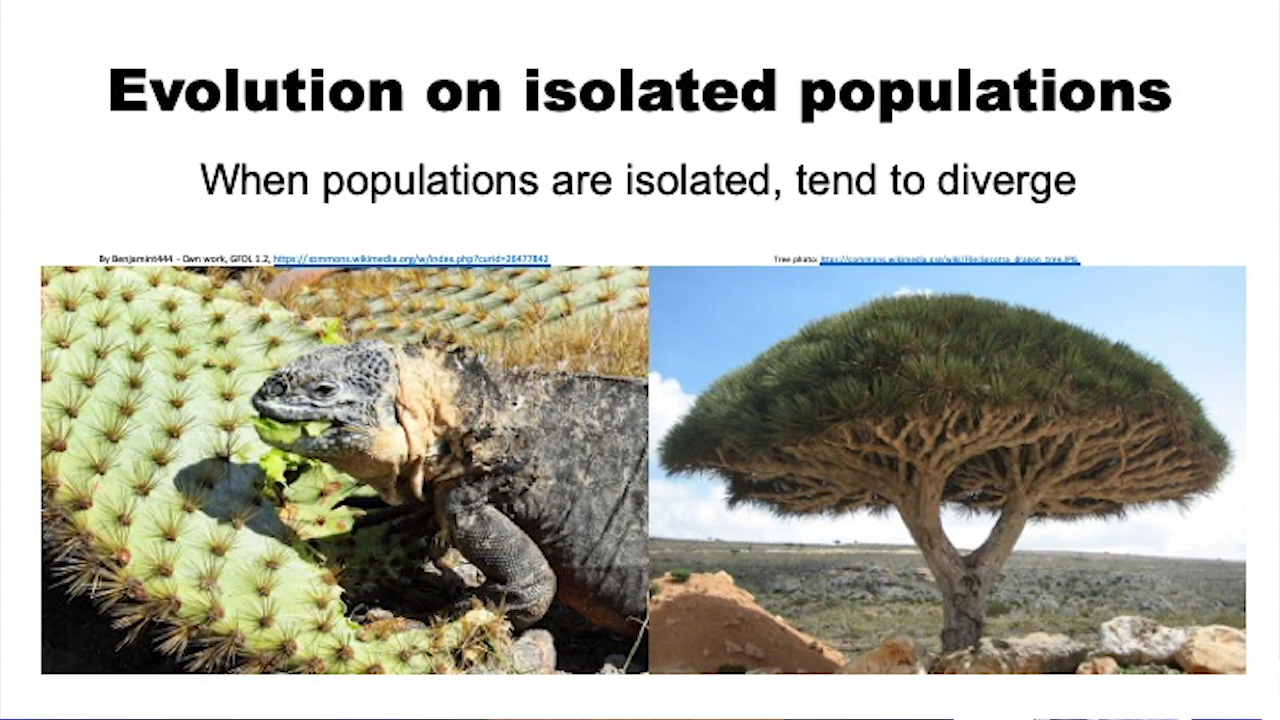 Evolution on isolated populations
When populations are isolated, tend to diverge
By Benjamint444 - Own work, GFDL 1.2, https://commons.wikimedia.org/w/index.php?curid=26477842
Tree photo: https://commons.wikimedia.org/wiki/File:Socotra_dragon_tree.JPG